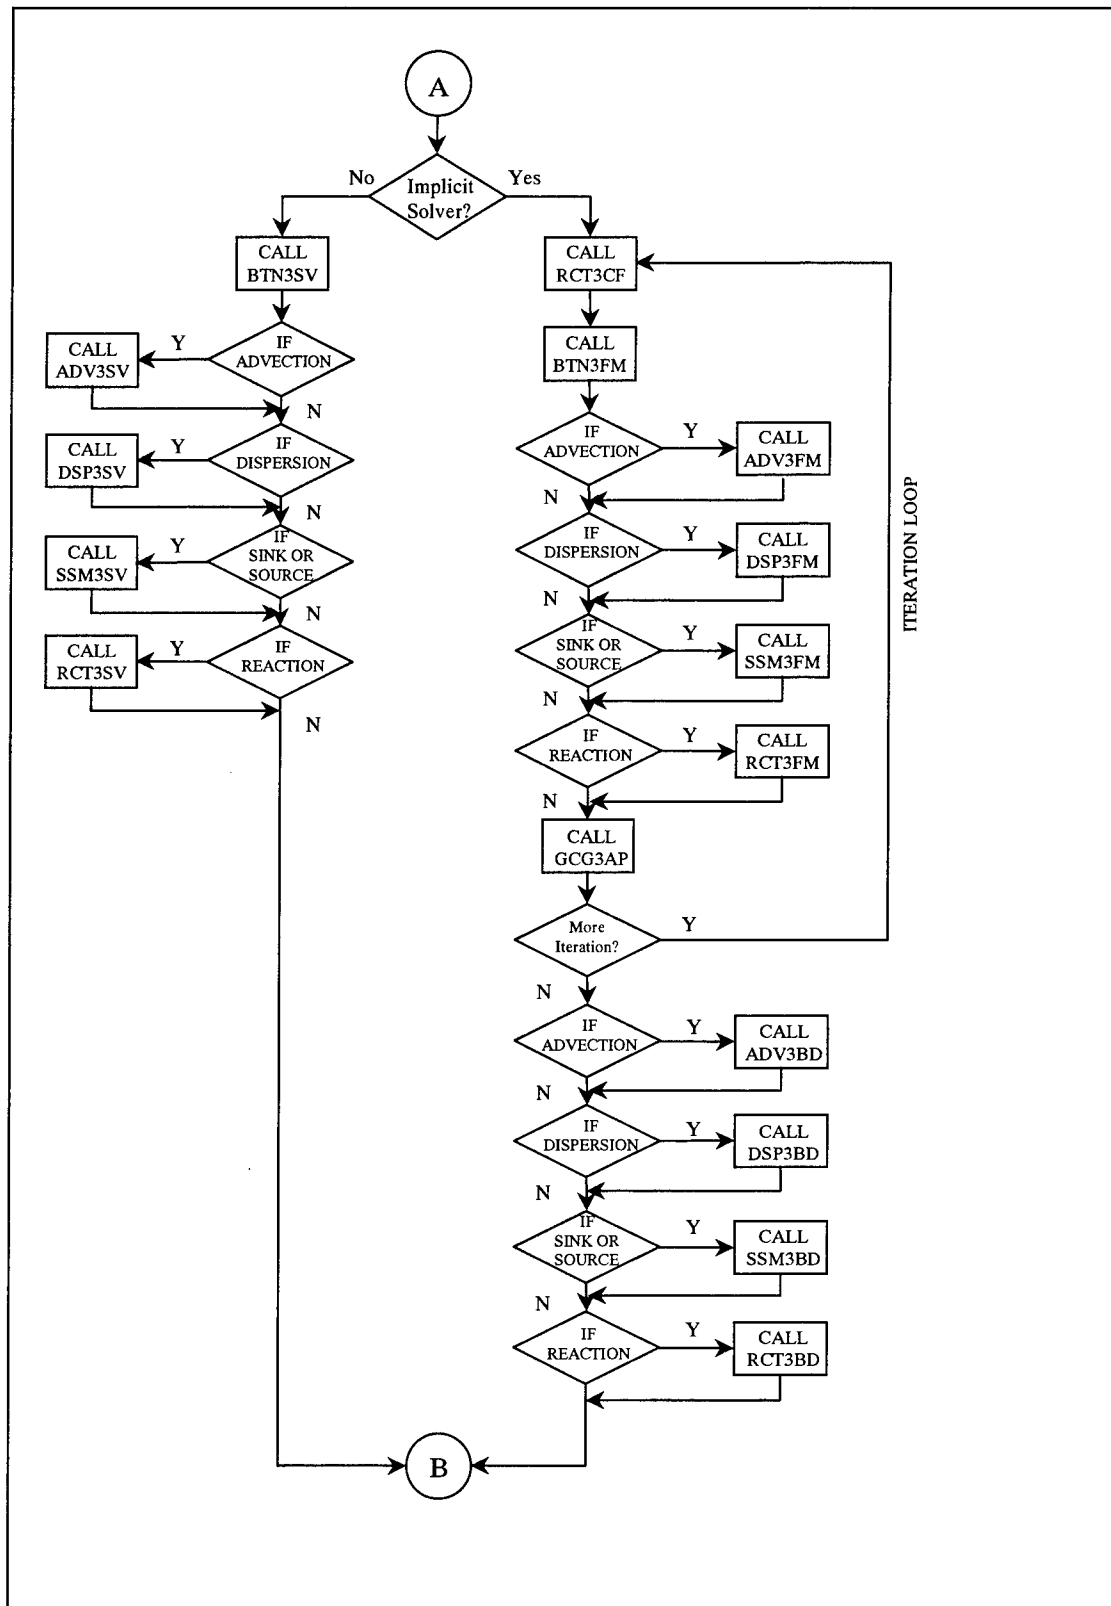 A
Implicit
Solver?
No
Yes
CALL
BTN3SV
IF
ADVECTION
Y
CALL
ADV3SV
N
IF
DISPERSION
Y
CALL
DSP3SV
N
IF
SINK OR
SOURCE
Y
CALL
SSM3SV
N
IF
REACTION
Y
CALL
RCT3SV
N
CALL
RCT3CF
CALL
BTN3FM
IF
ADVECTION
Y
CALL
ADV3FM
N
IF
DISPERSION
Y
CALL
DSP3FM
N
IF
SINK OR
SOURCE
Y
CALL
SSM3FM
N
IF
REACTION
Y
CALL
RCT3FM
N
CALL
GCG3AP
More
Iteration?
Y
ITERATION LOOP
N
IF
ADVECTION
Y
CALL
ADV3BD
N
IF
DISPERSION
Y
CALL
DSP3BD
N
IF
SINK OR
SOURCE
Y
CALL
SSM3BD
N
IF
REACTION
Y
CALL
RCT3BD
B